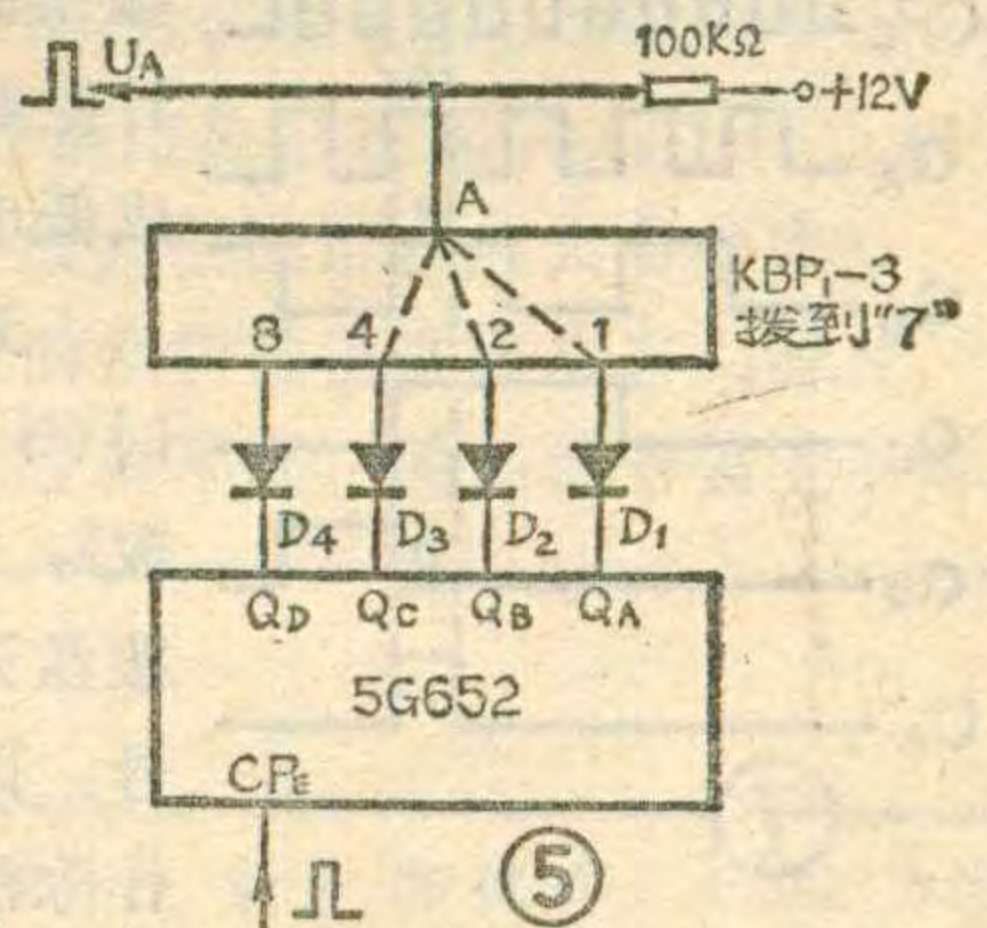 UA
100KΩ
+12V
A
KBP₁-3
拨到"7"
8 4 2 1
D4 D3 D2 D1
QD QC QB QA
5G652
CPE
⑤